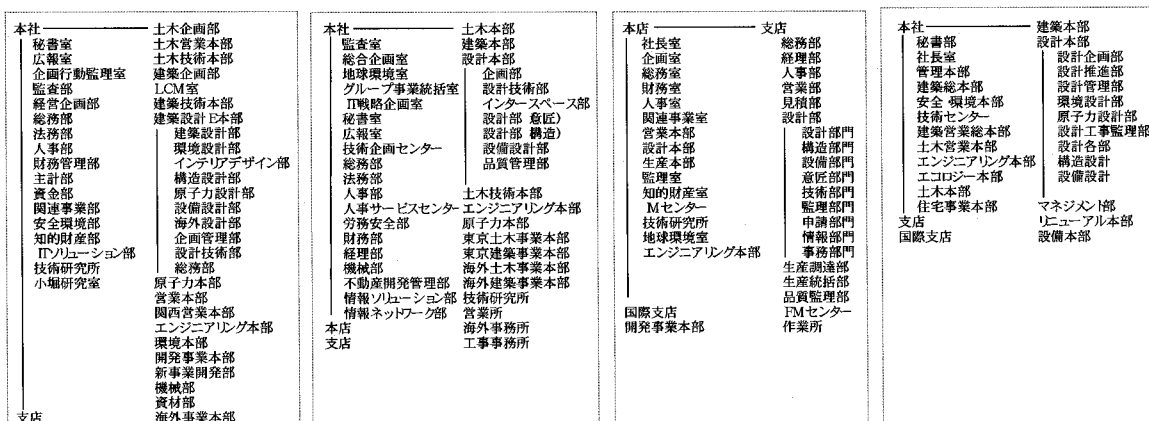 本社
秘書室
広報室
企画行動監理室
監査部
経営企画部
総務部
法務部
人事部
財務管理部
主計部
資金部
関連事業部
安全環境部
知的財産部
ITソリューション部
技術研究所
小堀研究室
支店
土木企画部
土木営業本部
土木技術本部
建築企画部
LCM室
建築技術本部
建築設計E本部
建築設計部
環境設計部
インテリアデザイン部
構造設計部
原子力設計部
設備設計部
海外設計部
企画管理部
設計技術部
総務部
原子力本部
営業本部
関西営業本部
エンジニアリング本部
環境本部
開発事業本部
新事業開発部
機械部
資材部
海外事業本部
本社
監査室
総合企画室
地球環境室
グループ事業統括室
IT戦略企画室
秘書室
広報室
技術企画センター
総務部
法務部
人事部
人事サービスセンター
労務安全部
財務部
経理部
機械部
不動産開発管理部
情報ソリューション部
情報ネットワーク部
本店
支店
土木本部
建築本部
設計本部
企画部
設計技術部
インタースペース部
設計部 意匠）
設計部 構造）
設備設計部
品質管理部
土木技術本部
エンジニアリング本部
原子力本部
東京土木事業本部
東京建築事業本部
海外土木事業本部
海外建築事業本部
技術研究所
営業所
海外事務所
工事事務所
本店
社長室
企画室
総務室
財務室
人事室
関連事業室
営業本部
設計本部
生産本部
監理室
知的財産室
Mセンター
技術研究所
地球環境室
エンジニアリング本部
国際支店
開発事業本部
支店
総務部
経理部
人事部
営業部
見積部
設計部
設計部門
構造部門
設備部門
意匠部門
技術部門
監理部門
申請部門
情報部門
事務部門
生産調達部
生産統括部
品質監理部
FMセンター
作業所
本社
秘書部
社長室
管理本部
建築総本部
安全・環境本部
技術センター
建築営業総本部
土木営業本部
エンジニアリング本部
エコロジー本部
土木本部
住宅事業本部
支店
国際支店
建築本部
設計本部
設計企画部
設計推進部
設計管理部
環境設計部
原子力設計部
設計工事監理部
設計各部
構造設計
設備設計
マネジメント部
リニューアル本部
設備本部